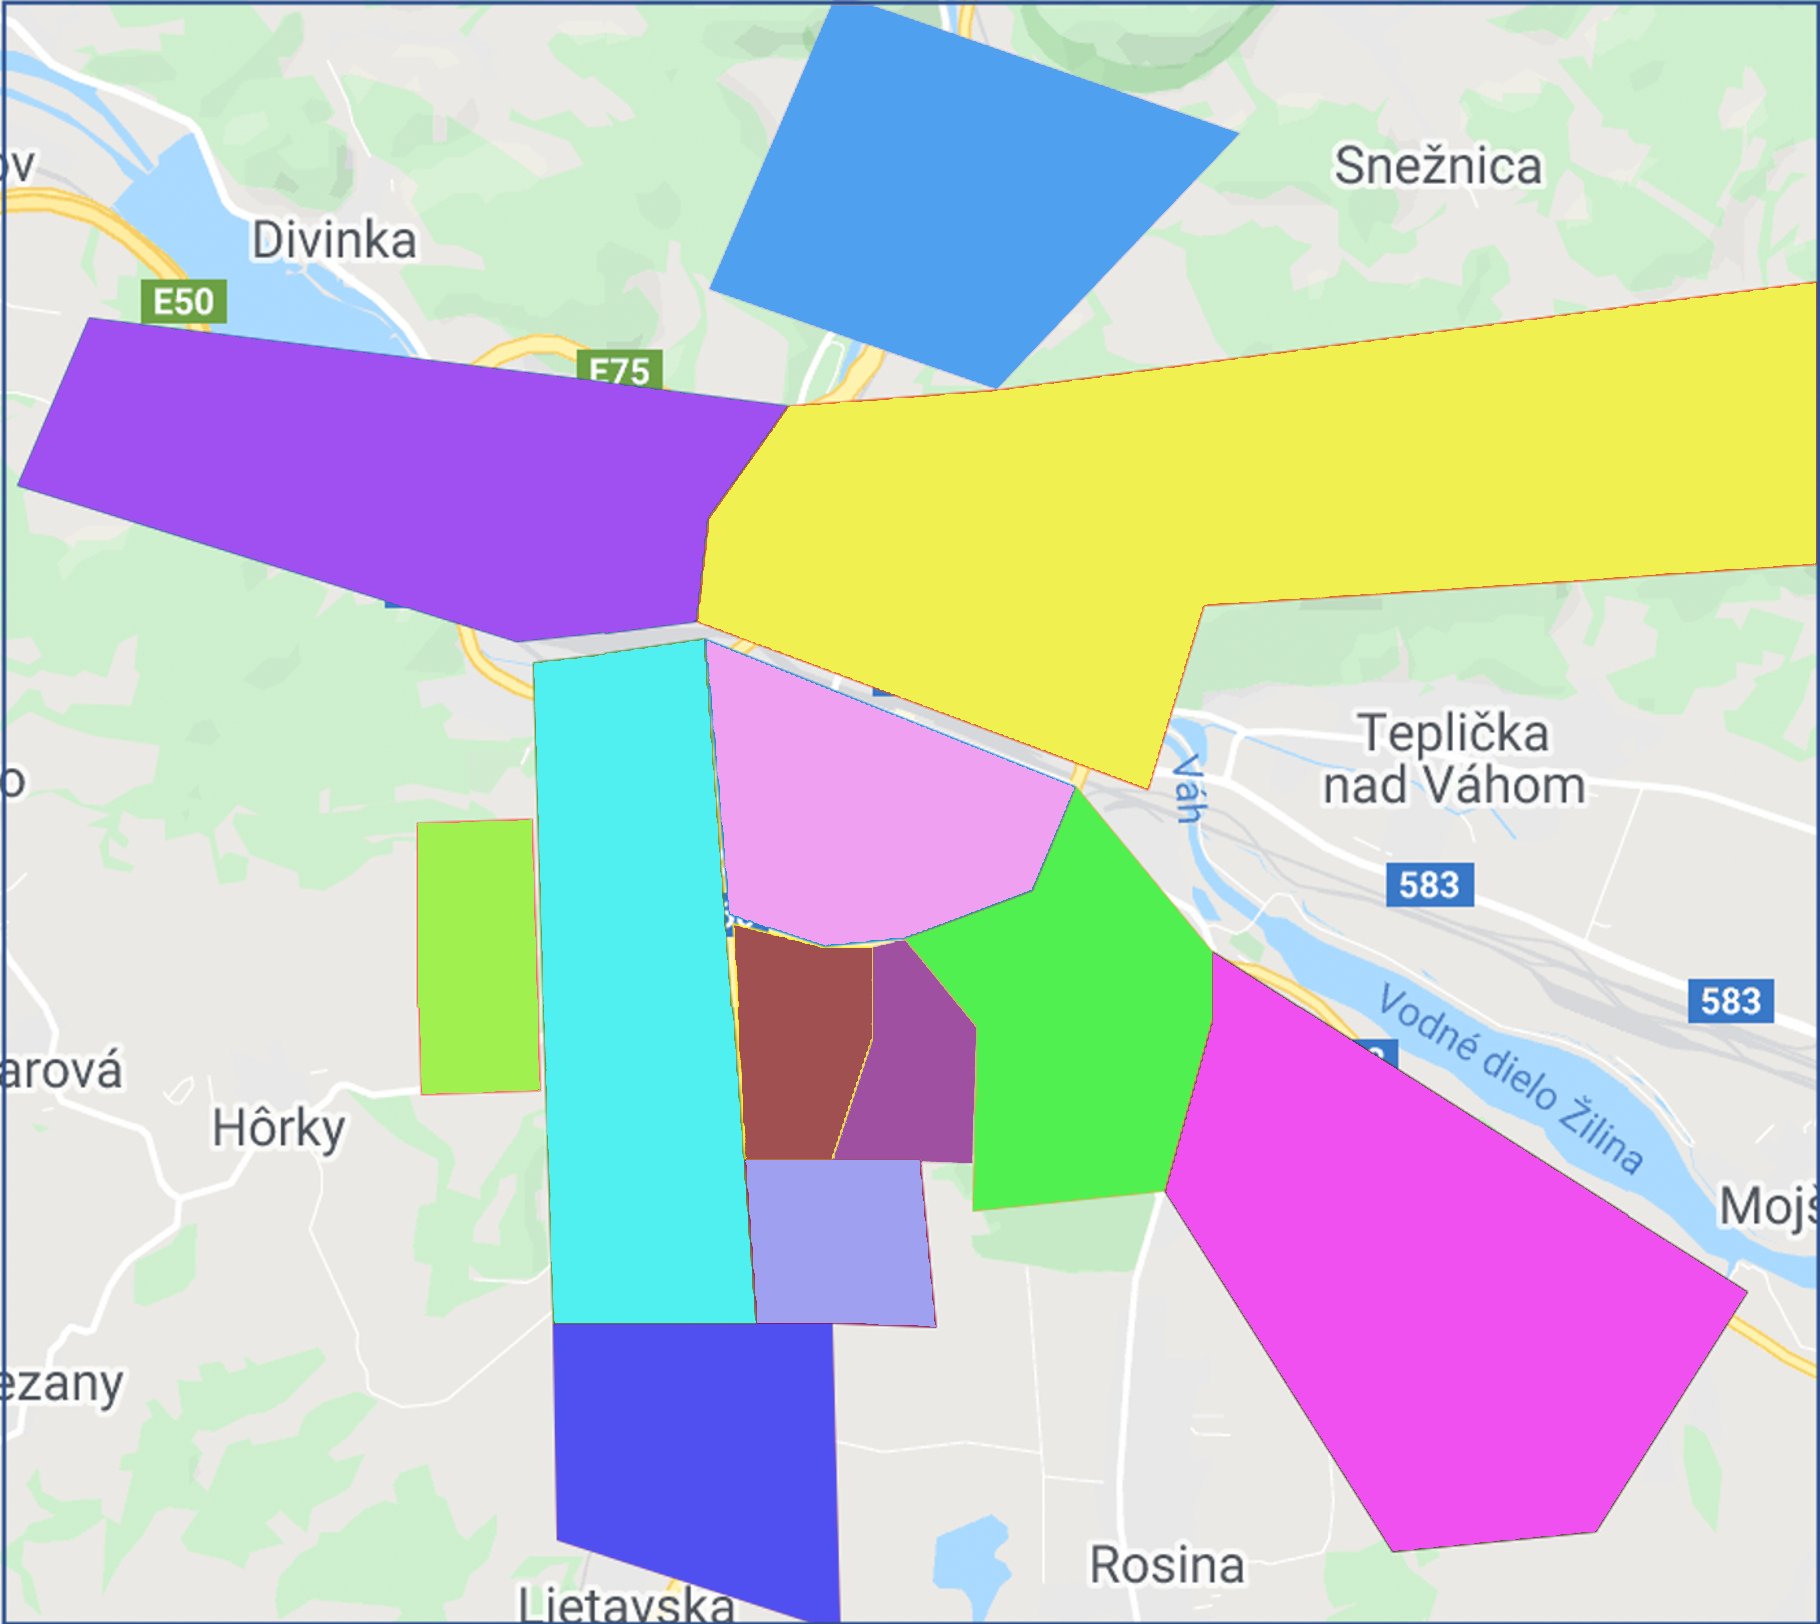 Snežnica
ov
Divinka
E50
E75
Teplička
nad Váhom
Váh
o
583
583
Vodné dielo Žilina
arová
Hôrky
Mojš
ezany
Rosina
Lietavska